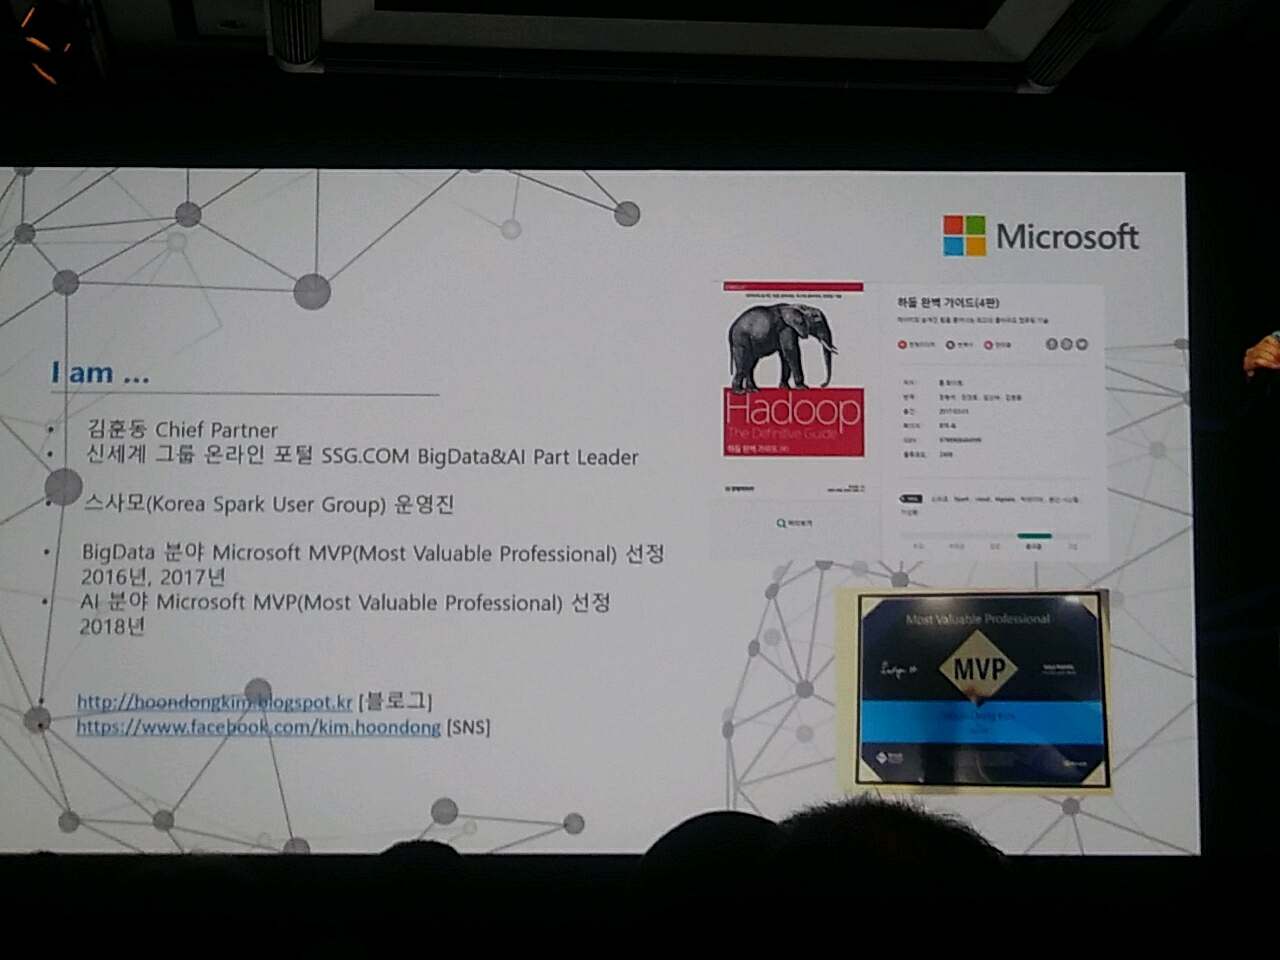 Microsoft
I am ...
• 김훈동 Chief Partner
• 신세계 그룹 온라인 포털 SSG.COM BigData&AI Part Leader
• 스사모(Korea Spark User Group) 운영진
• BigData 분야 Microsoft MVP(Most Valuable Professional) 선정
2016년, 2017년
• AI 분야 Microsoft MVP(Most Valuable Professional) 선정
2018년
http://hoondongkim.blogspot.kr [블로그]
• https://www.facebook.com/kim.hoondong [SNS]
Hadoop
The Definitive Guide
하둡 완벽 가이드
하둡 완벽 가이드(4판)
미리보기
Most Valuable Professional
MVP